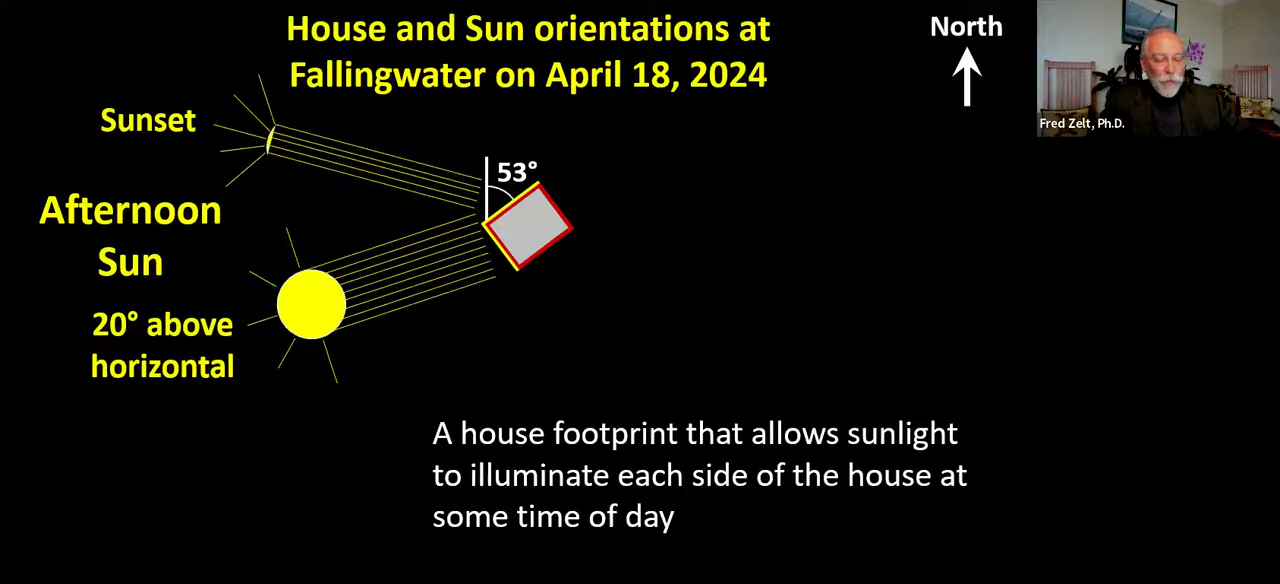 House and Sun orientations at
Fallingwater on April 18, 2024
North
Fred Zelt, Ph.D.
Sunset
53°
Afternoon
Sun
20° above
horizontal
A house footprint that allows sunlight
to illuminate each side of the house at
some time of day